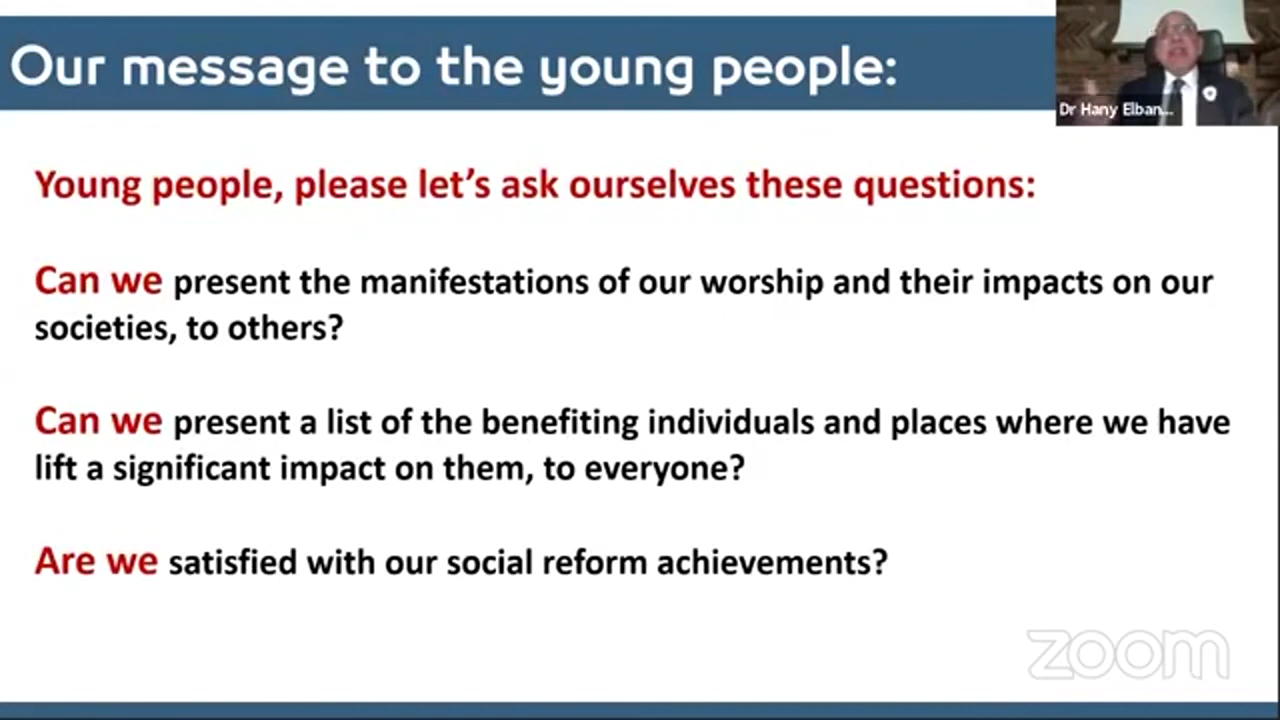 Our message to the young people:
Dr Hany Elban...
Young people, please let’s ask ourselves these questions:
Can we present the manifestations of our worship and their impacts on our
societies, to others?
Can we present a list of the benefiting individuals and places where we have
lift a significant impact on them, to everyone?
Are we satisfied with our social reform achievements?
zoom